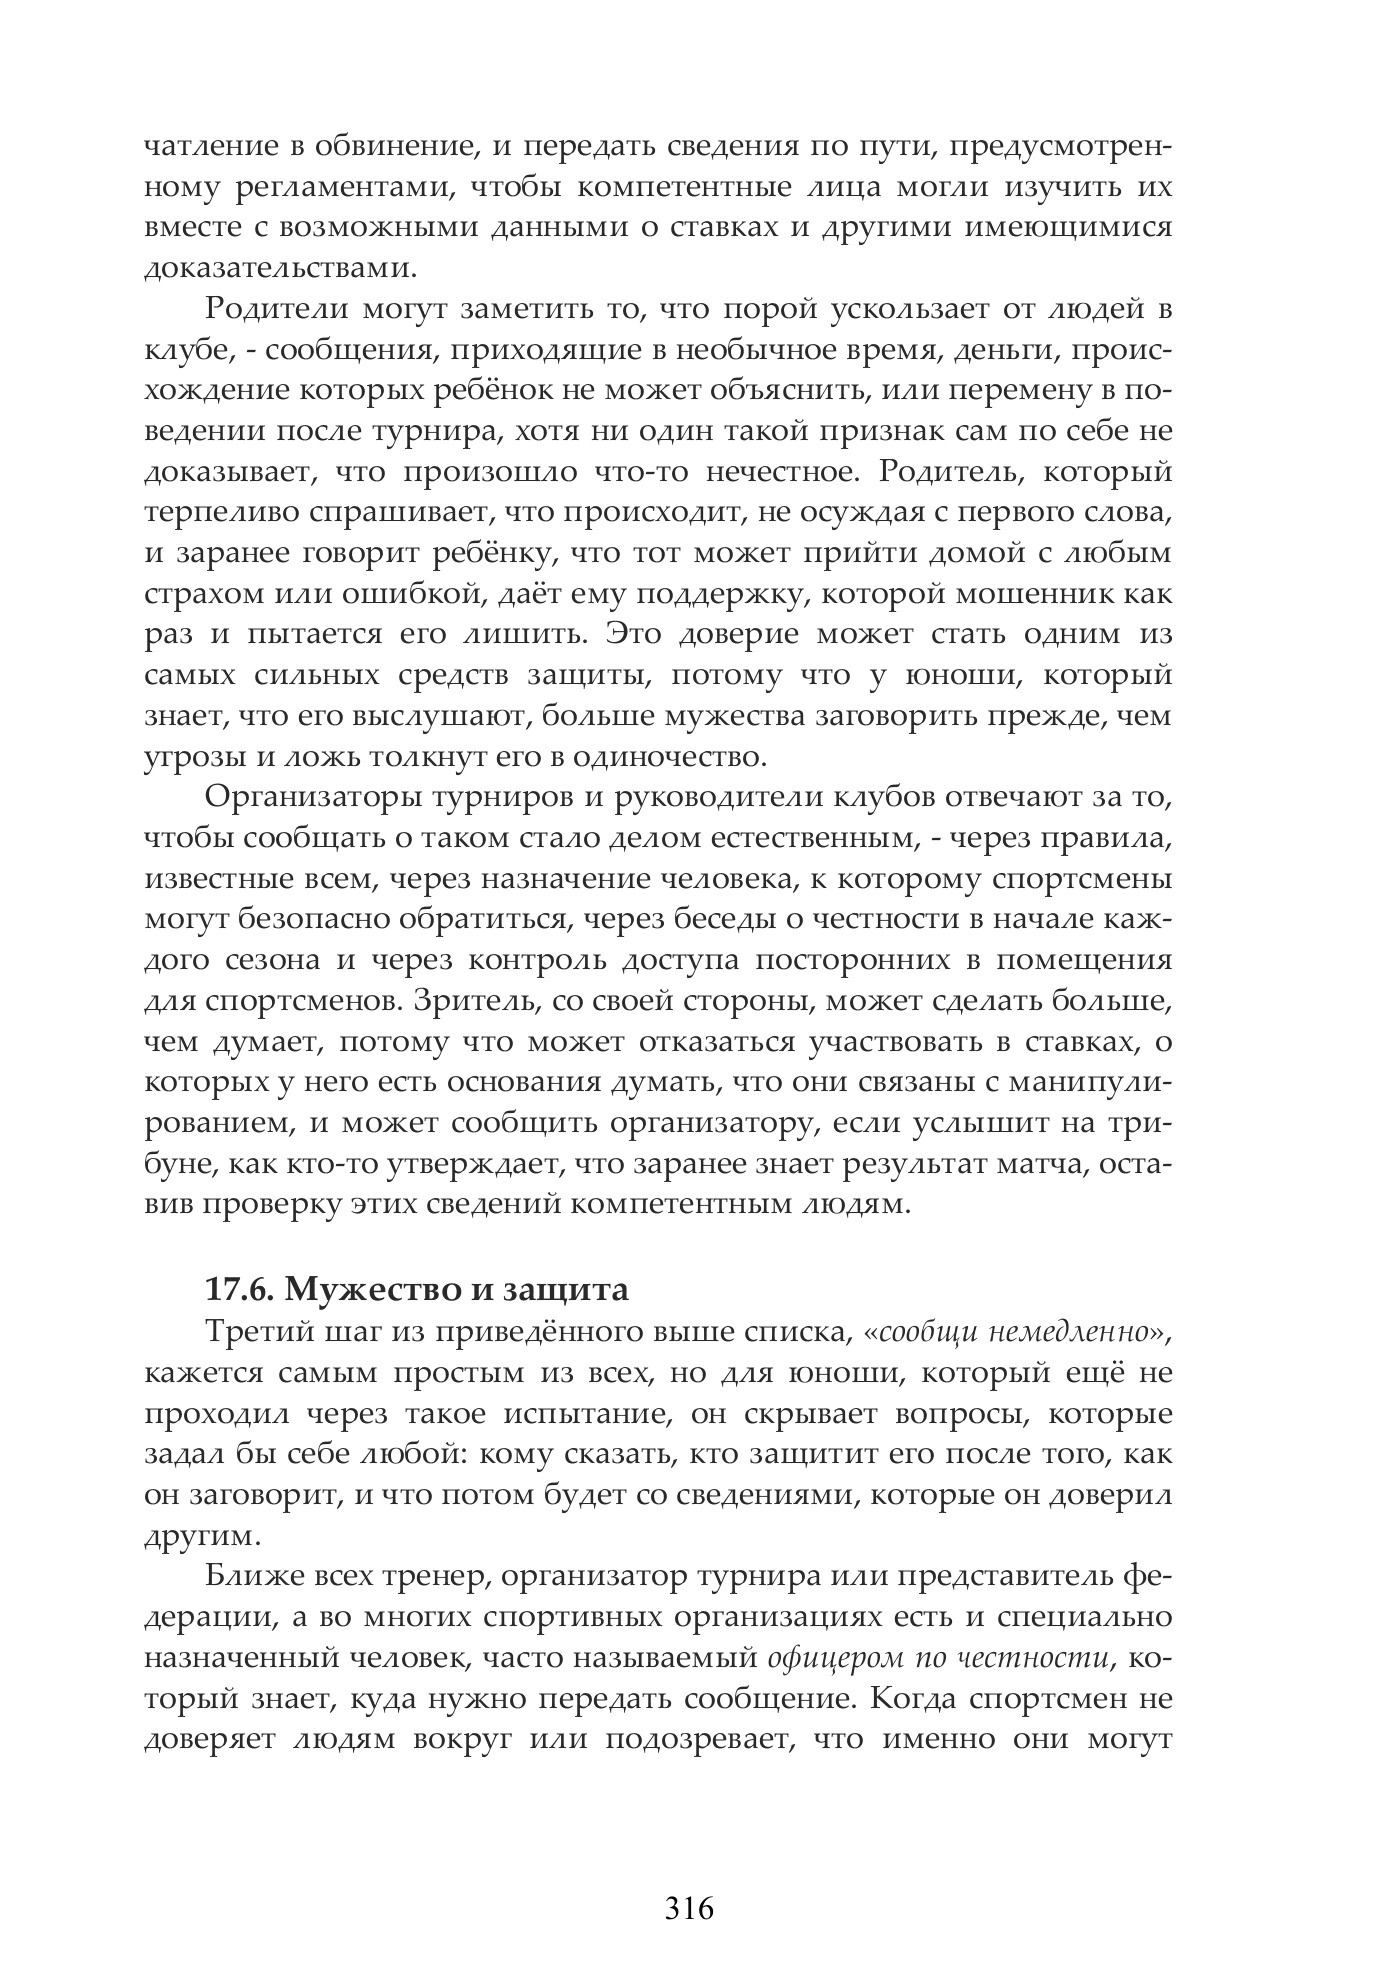 чатление в обвинение, и передать сведения по пути, предусмотрен-
ному регламентами, чтобы компетентные лица могли изучить их
вместе с возможными данными о ставках и другими имеющимися
доказательствами.
Родители могут заметить то, что порой ускользает от людей в
клубе, - сообщения, приходящие в необычное время, деньги, проис-
хождение которых ребёнок не может объяснить, или перемену в по-
ведении после турнира, хотя ни один такой признак сам по себе не
доказывает, что произошло что-то нечестное. Родитель, который
терпеливо спрашивает, что происходит, не осуждая с первого слова,
и заранее говорит ребёнку, что тот может прийти домой с любым
страхом или ошибкой, даёт ему поддержку, которой мошенник как
раз и пытается его лишить. Это доверие может стать одним из
самых сильных средств защиты, потому что у юноши, который
знает, что его выслушают, больше мужества заговорить прежде, чем
угрозы и ложь толкнут его в одиночество.
Организаторы турниров и руководители клубов отвечают за то,
чтобы сообщать о таком стало делом естественным, - через правила,
известные всем, через назначение человека, к которому спортсмены
могут безопасно обратиться, через беседы о честности в начале каж-
дого сезона и через контроль доступа посторонних в помещения
для спортсменов. Зритель, со своей стороны, может сделать больше,
чем думает, потому что может отказаться участвовать в ставках, о
которых у него есть основания думать, что они связаны с манипули-
рованием, и может сообщить организатору, если услышит на три-
буне, как кто-то утверждает, что заранее знает результат матча, оста-
вив проверку этих сведений компетентным людям.
17.6. Мужество и защита
Третий шаг из приведённого выше списка, «сообщи немедленно»,
кажется самым простым из всех, но для юноши, который ещё не
проходил через такое испытание, он скрывает вопросы, которые
задал бы себе любой: кому сказать, кто защитит его после того, как
он заговорит, и что потом будет со сведениями, которые он доверил
другим.
Ближе всех тренер, организатор турнира или представитель фе-
дерации, а во многих спортивных организациях есть и специально
назначенный человек, часто называемый офицером по честности, ко-
торый знает, куда нужно передать сообщение. Когда спортсмен не
доверяет людям вокруг или подозревает, что именно они могут
316